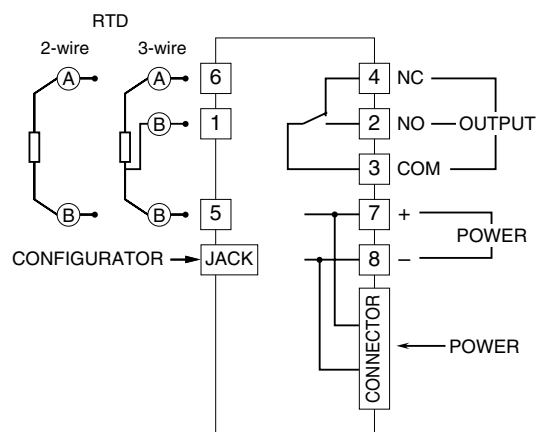 RTD
2-wire 3-wire
A A 6 4 NC
B 1 2 NO OUTPUT
3 COM
B B 5 7 +
POWER
CONFIGURATOR JACK 8 –
CONNECTOR
POWER